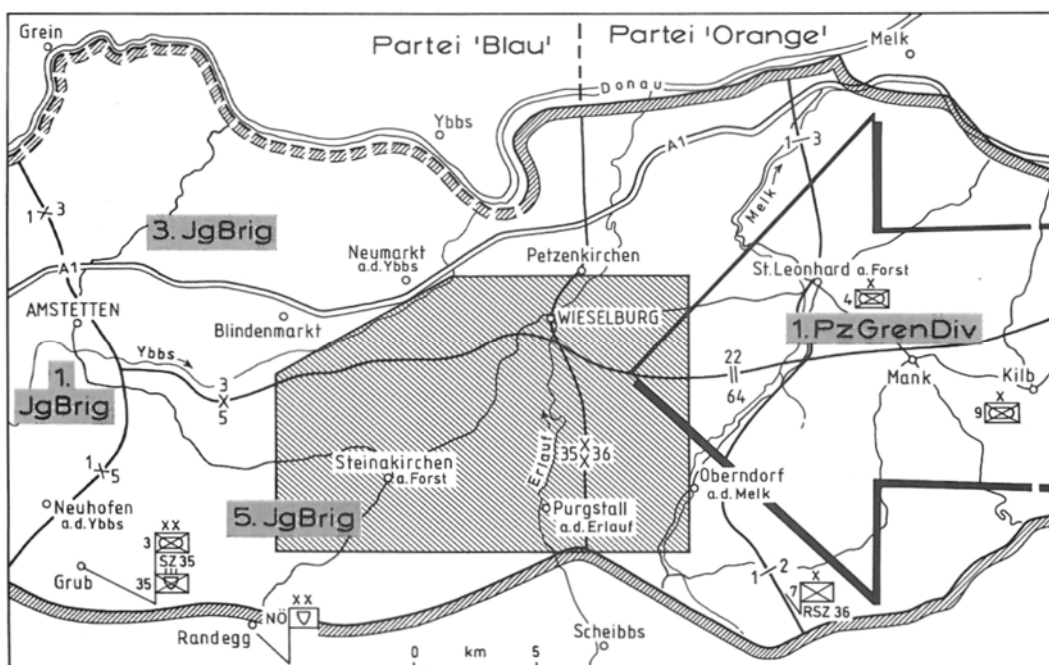 Grein
Partei 'Blau'
Partei 'Orange'
Melk
Donau
Ybbs
A1
1
3
Melk
1
3
3. JgBrig
Neumarkt
a.d. Ybbs
Petzenkirchen
St. Leonhard a. Forst
A1
X
4
AMSTETTEN
Blindenmarkt
WIESELBURG
1. PzGrenDiv
Ybbs
1.
JgBrig
3
X
5
22
64
Mank
Kilb
X
9
Steinakirchen
a. Forst
Erlauf
35
X
X
36
1
5
Oberndorf
a.d. Melk
Neuhofen
a.d. Ybbs
5. JgBrig
Purgstall
a.d. Erlauf
XX
3
SZ 35
III
35
Grub
1
2
X
7
RSZ 36
X
NÖ
Randegg
Scheibbs
0 km 5